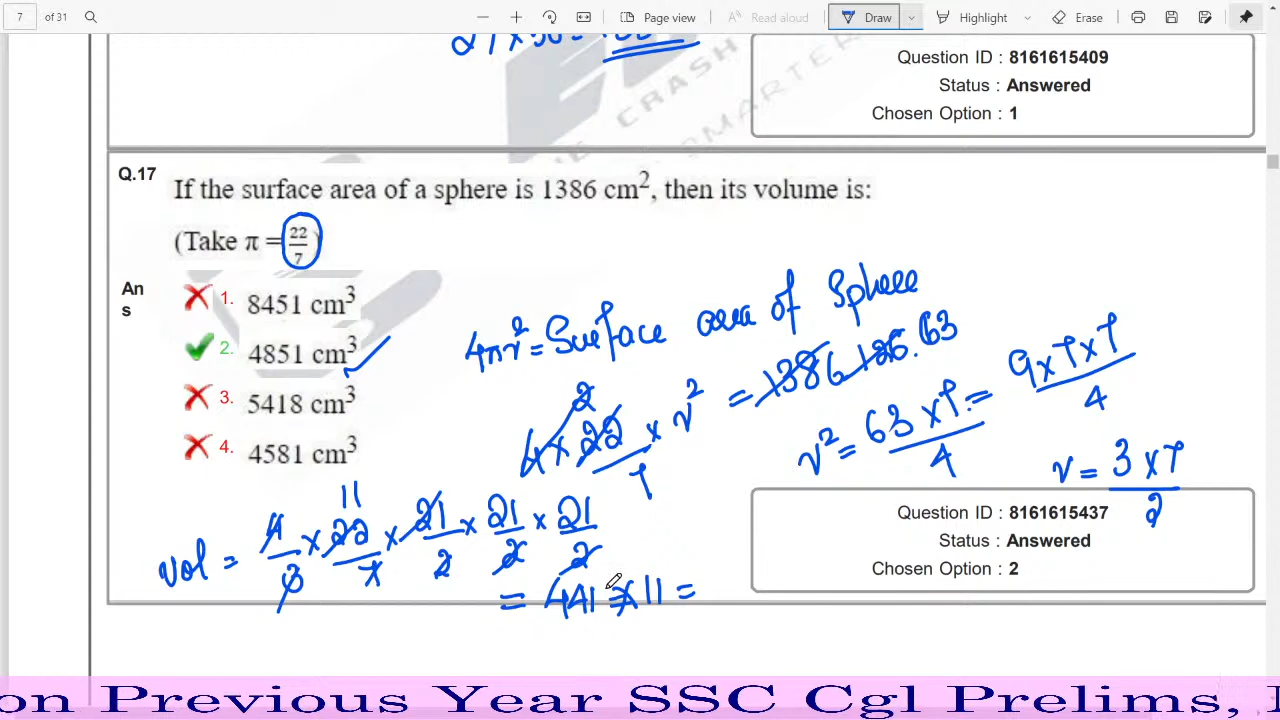 7 of 31 Page view Read aloud Draw Highlight Erase
Question ID : 8161615409
Status : Answered
Chosen Option : 1
Q.17 If the surface area of a sphere is 1386 cm², then its volume is:
(Take π = 22/7)
Ans
1. 8451 cm³
2. 4851 cm³
3. 5418 cm³
4. 4581 cm³
4πr² = Surface area of Sphere
4 × 22/7 × r² = 1386 126 63
2
r² = 63 × 7/4 = 9×7×7/4
r = 3×7/2
11
Vol = 4/3 × 22/7 × 21/2 × 21/2 × 21/2
= 441 × 11 =
Question ID : 8161615437
Status : Answered
Chosen Option : 2
on Previous Year SSC Cgl Prelims,